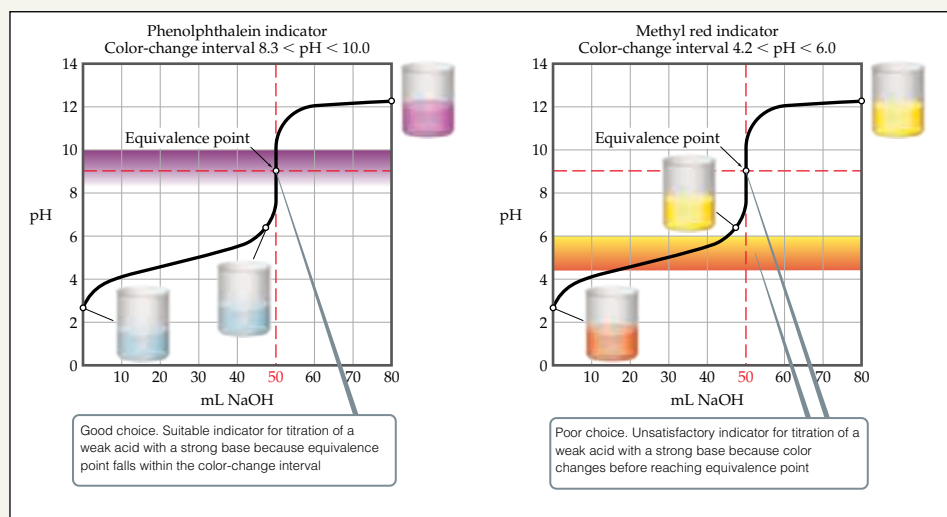 Phenolphthalein indicator
Color-change interval 8.3 < pH < 10.0
14
12
Equivalence point
10
8
pH
6
4
2
0
10 20 30 40 50 60 70 80
mL NaOH
Good choice. Suitable indicator for titration of a
weak acid with a strong base because equivalence
point falls within the color-change interval
Methyl red indicator
Color-change interval 4.2 < pH < 6.0
14
12
Equivalence point
10
8
pH
6
4
2
0
10 20 30 40 50 60 70 80
mL NaOH
Poor choice. Unsatisfactory indicator for titration of a
weak acid with a strong base because color
changes before reaching equivalence point